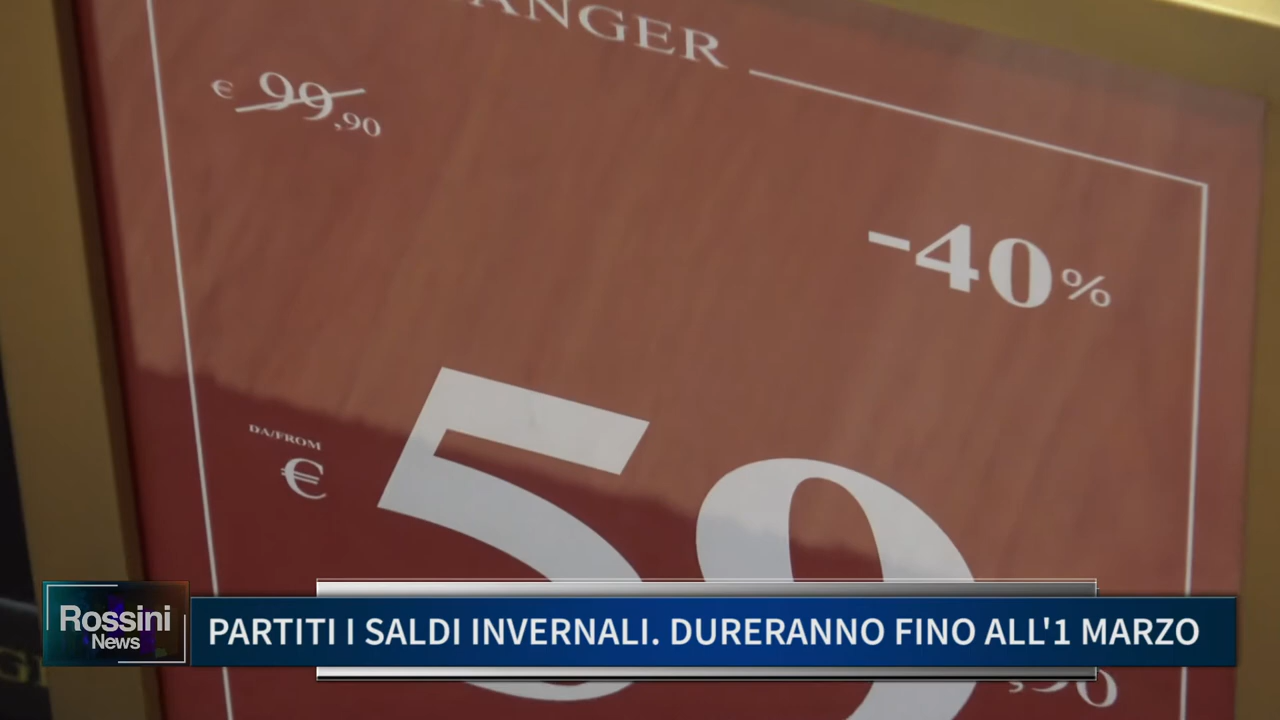 ANGER
€ 99,90
-40%
DA/FROM
€
59
,90
Rossini
News
PARTITI I SALDI INVERNALI. DURERANNO FINO ALL'1 MARZO